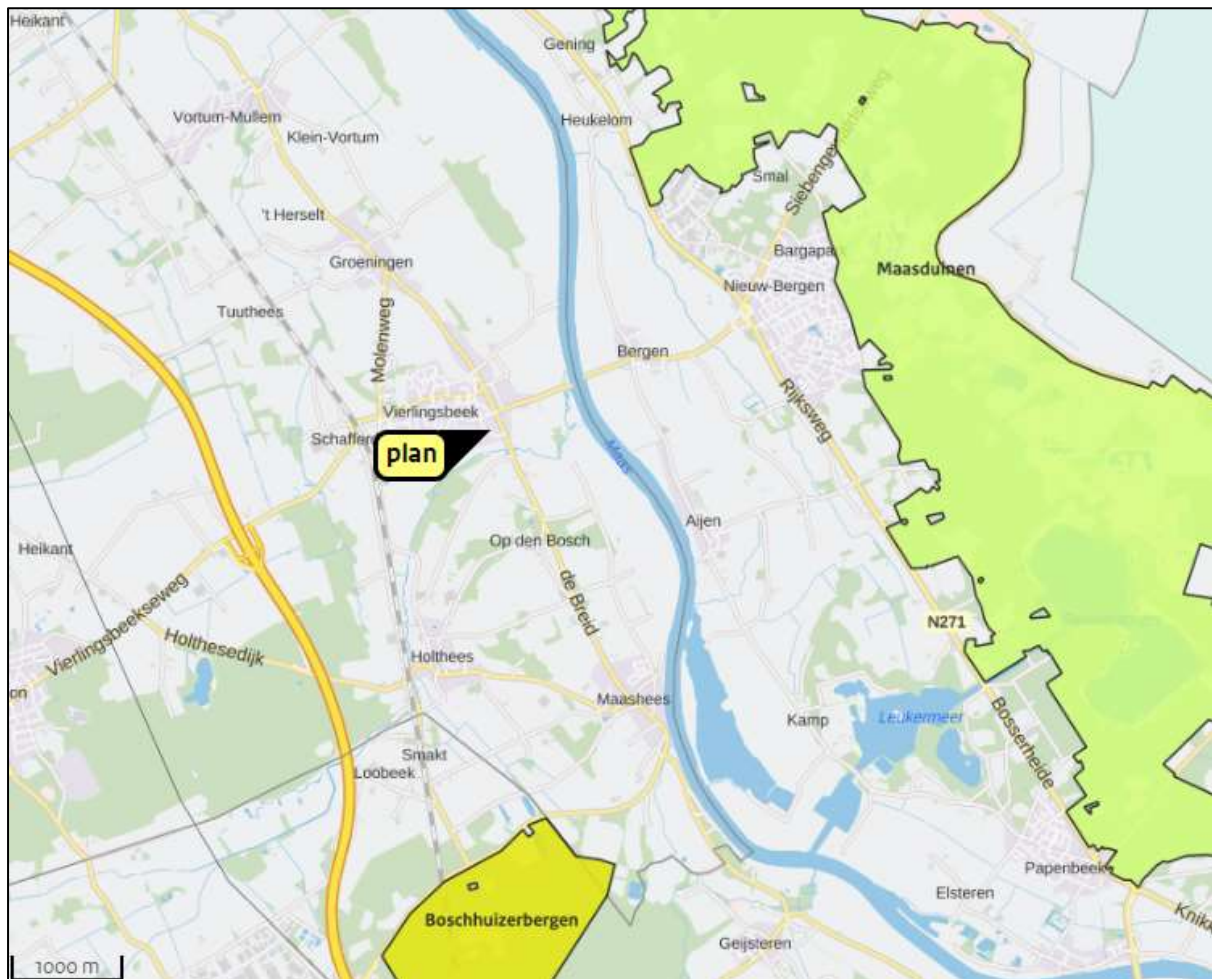 Heikant
Gening
Vortum-Mullem
Klein-Vortum
Heukelom
Smal
't Herselt
Groeningen
Bargapa
Maasduinen
Nieuw-Bergen
Tuuthees
Molenweg
Bergen
Rijksweg
Vierlingsbeek
plan
Maas
Aijen
Heikant
Op den Bosch
de Breid
Vierlingsbeekseweg
Holthesedijk
N271
Holthees
Maashees
Kamp
Leukermeer
Bosserheide
Smakt
Loobeek
Papenbeek
Elsteren
Boschhuizerbergen
Geijsteren
1000 m